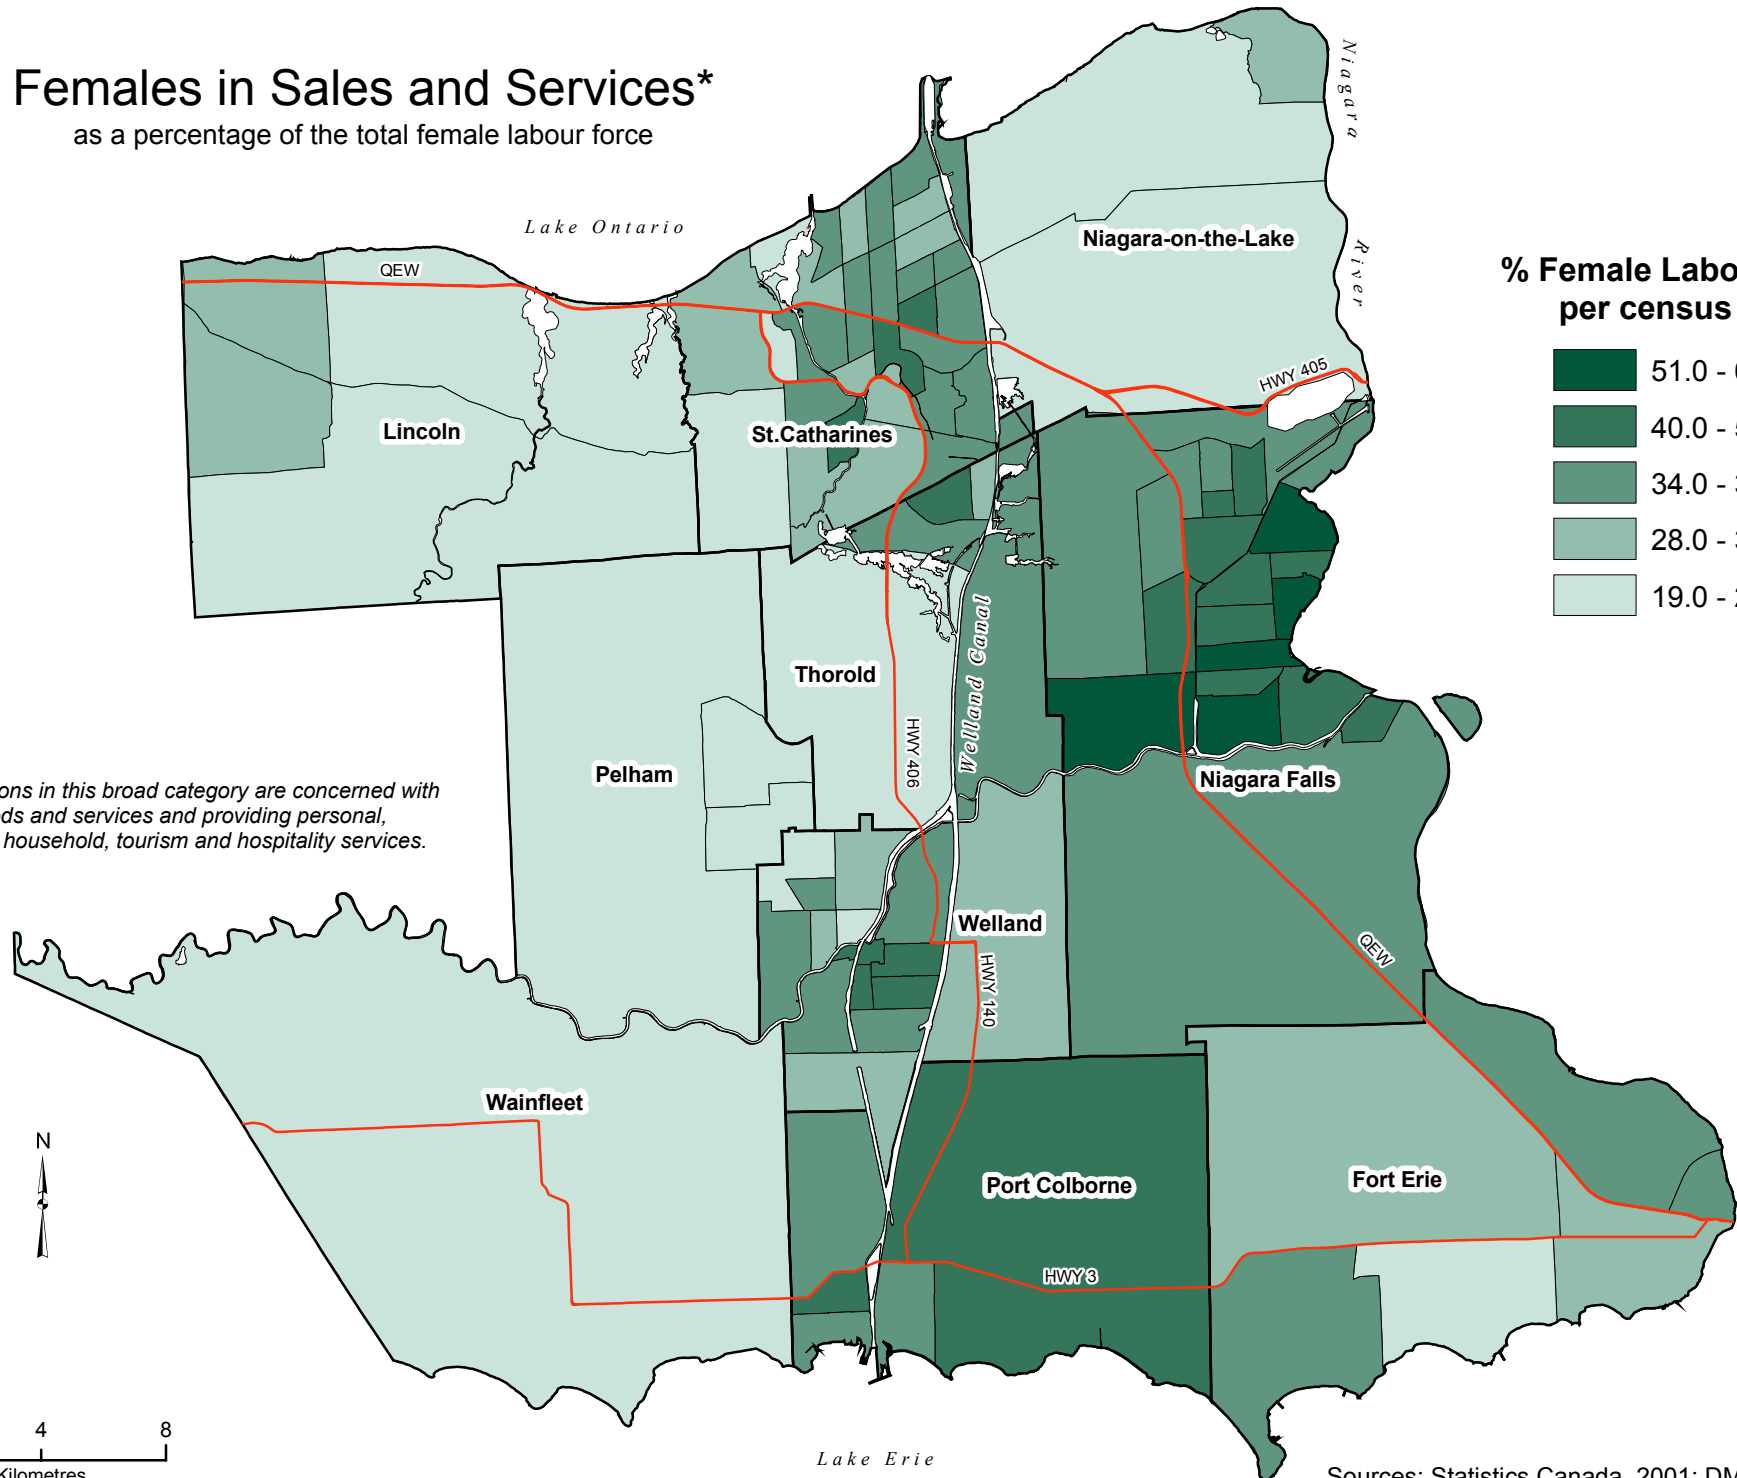 Females in Sales and Services*
as a percentage of the total female labour force
Lake Ontario
Niagara
River
QEW
Niagara-on-the-Lake
% Female Labo
per census
51.0 -
40.0 -
34.0 -
28.0 -
19.0 -
HWY 405
Lincoln
St.Catharines
Thorold
Welland Canal
HWY 406
Pelham
Niagara Falls
ons in this broad category are concerned with
ds and services and providing personal,
household, tourism and hospitality services.
Welland
QEW
HWY 140
Wainfleet
N
Port Colborne
Fort Erie
HWY 3
4 8
Kilometres
Lake Erie
Sources: Statistics Canada, 2001; DM